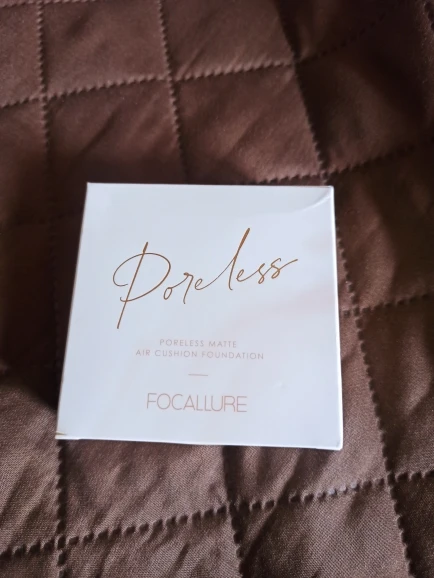 Poreless
PORELESS MATTE
AIR CUSHION FOUNDATION
FOCALLURE